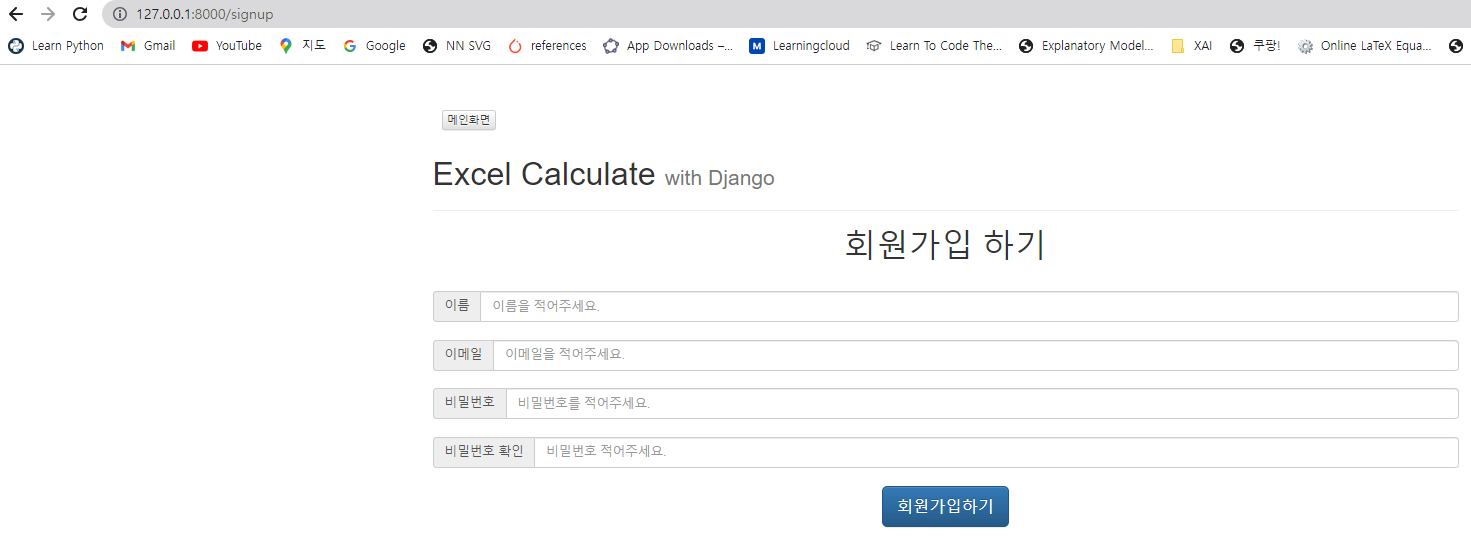 127.0.0.1:8000/signup
Learn Python Gmail YouTube 지도 Google NN SVG references App Downloads –... M Learningcloud Learn To Code The... Explanatory Model... XAI 쿠팡! Online LaTeX Equa...
메인화면
Excel Calculate with Django
회원가입 하기
이름 이름을 적어주세요.
이메일 이메일을 적어주세요.
비밀번호 비밀번호를 적어주세요.
비밀번호 확인 비밀번호 적어주세요.
회원가입하기